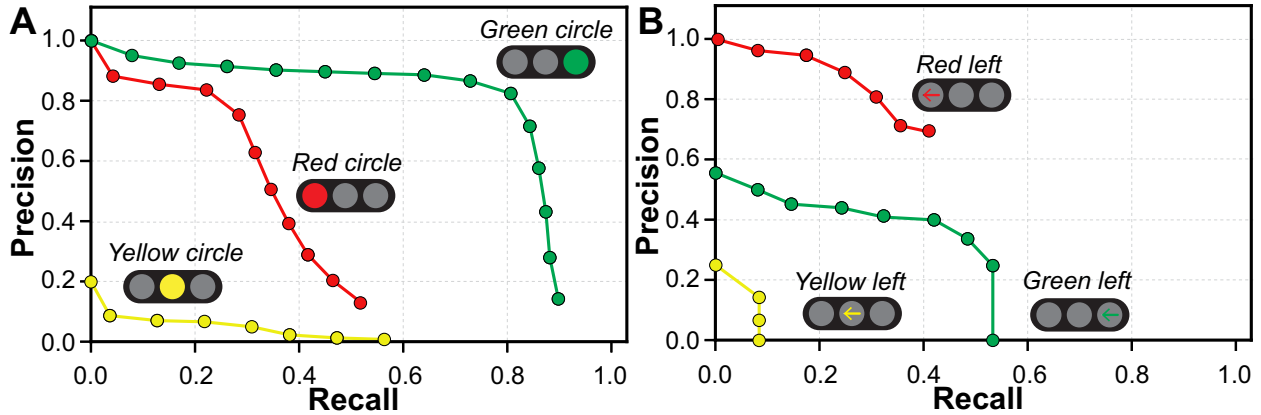 A
Precision
1.0
0.8
0.6
0.4
0.2
0.0
0.0 0.2 0.4 0.6 0.8 1.0
Recall
Green circle
Red circle
Yellow circle
B
Precision
1.0
0.8
0.6
0.4
0.2
0.0
0.0 0.2 0.4 0.6 0.8 1.0
Recall
Red left
Yellow left
Green left